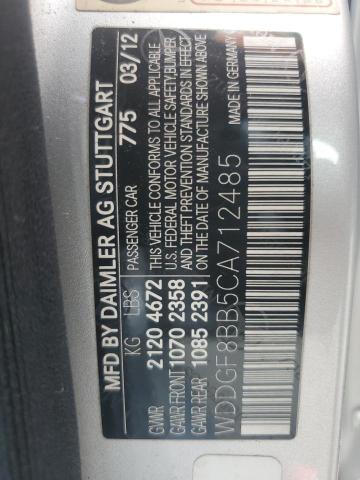 MFD BY DAIMLER AG STUTTGART
KG LBS PASSENGER CAR 775 03/12
GVWR 2120 4672 VEHICLE CONFORMS TO ALL APPLICABLE
GAWR FRONT 1070 2358 U.S. FEDERAL MOTOR VEHICLE SAFETY, BUMPER
GAWR REAR 1085 2391 AND THEFT PREVENTION STANDARDS IN EFFECT
ON THE DATE OF MANUFACTURE SHOWN ABOVE
MADE IN GERMANY
WDDGF8BB5CA712485